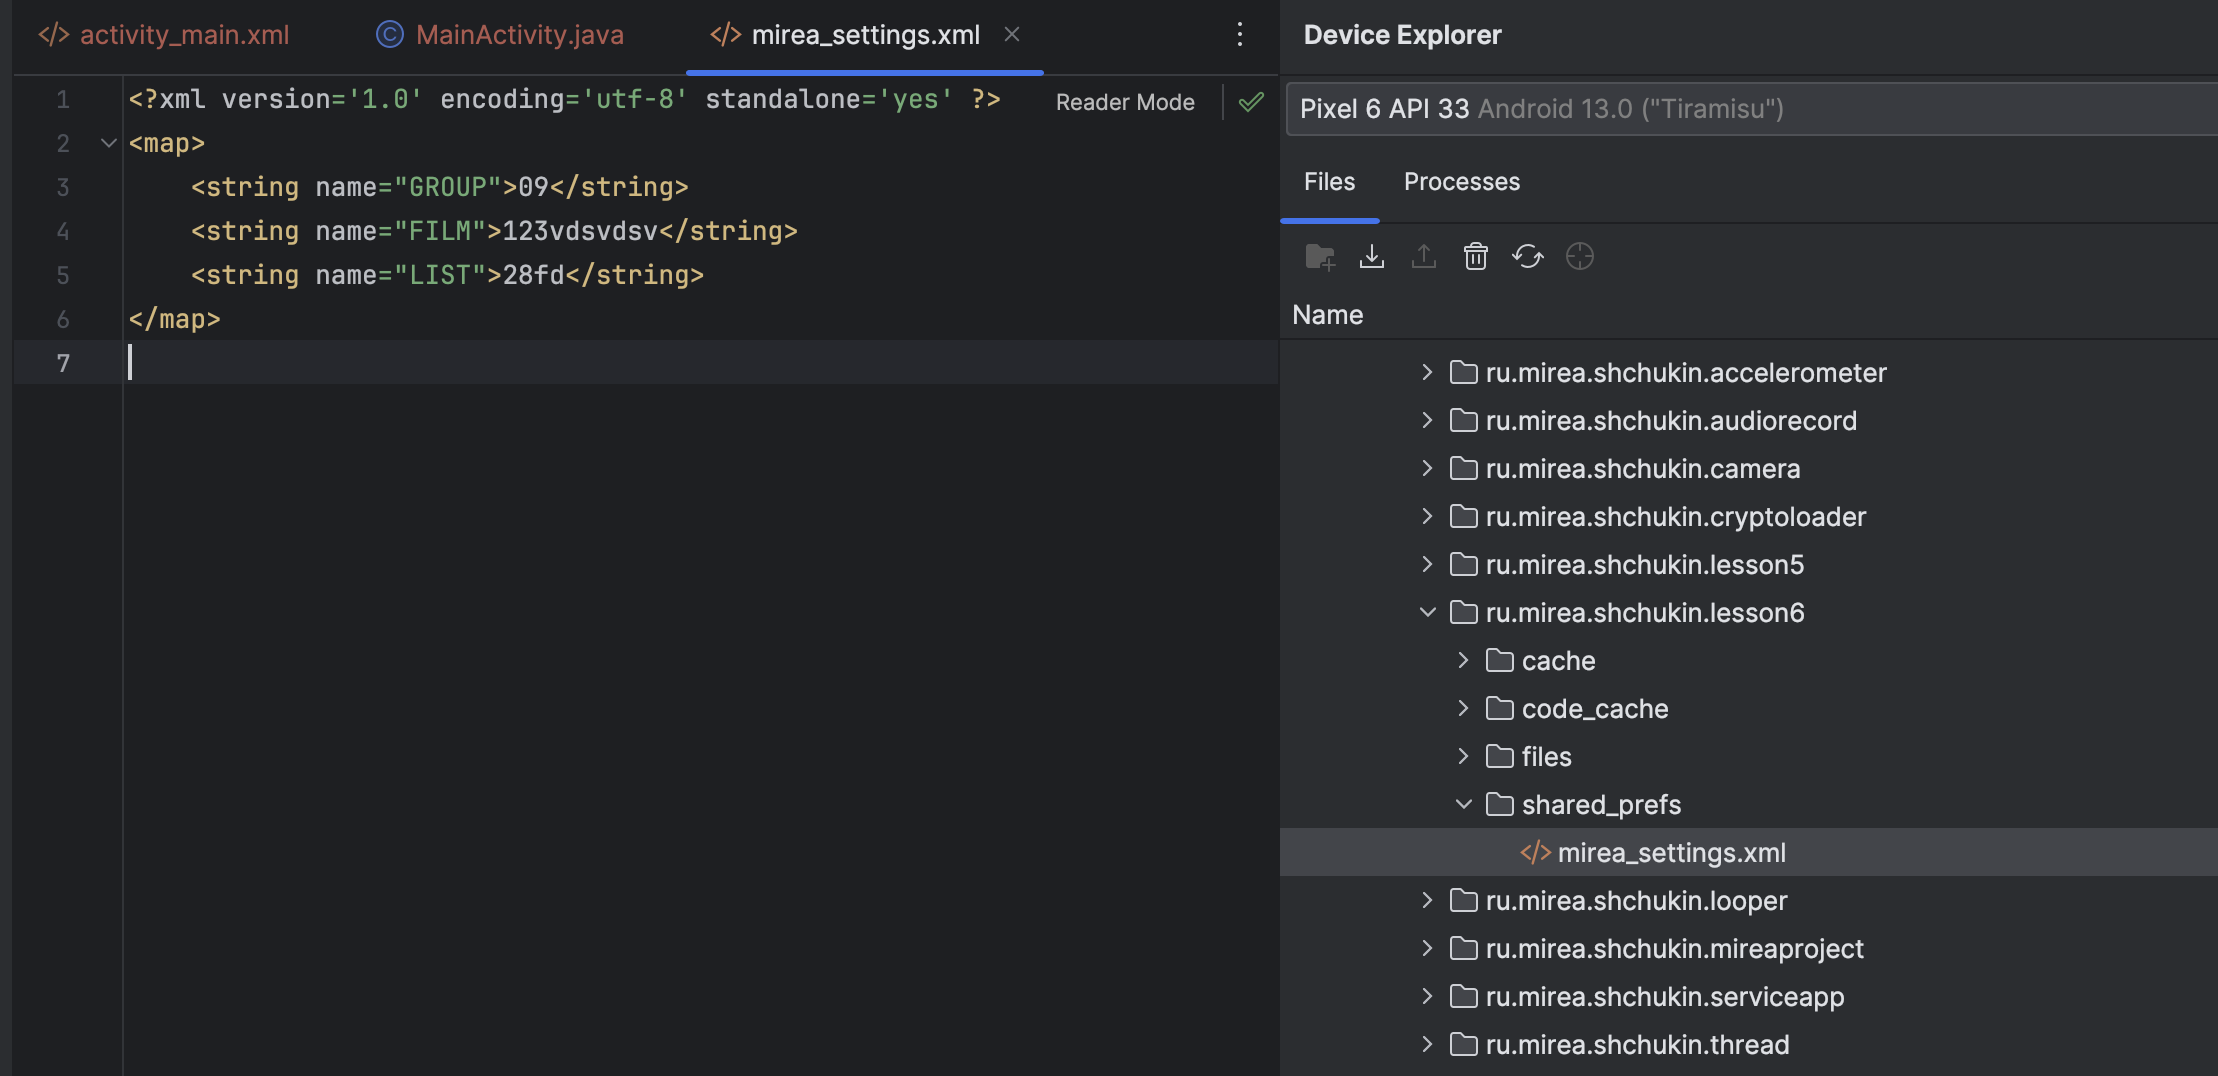 activity_main.xml MainActivity.java mirea_settings.xml
1 <?xml version='1.0' encoding='utf-8' standalone='yes' ?> Reader Mode
2 <map>
3 <string name="GROUP">09</string>
4 <string name="FILM">123vdsvdsv</string>
5 <string name="LIST">28fd</string>
6 </map>
7
Device Explorer
Pixel 6 API 33 Android 13.0 ("Tiramisu")
Files Processes
Name
ru.mirea.shchukin.accelerometer
ru.mirea.shchukin.audiorecord
ru.mirea.shchukin.camera
ru.mirea.shchukin.cryptoloader
ru.mirea.shchukin.lesson5
ru.mirea.shchukin.lesson6
cache
code_cache
files
shared_prefs
mirea_settings.xml
ru.mirea.shchukin.looper
ru.mirea.shchukin.mireaproject
ru.mirea.shchukin.serviceapp
ru.mirea.shchukin.thread